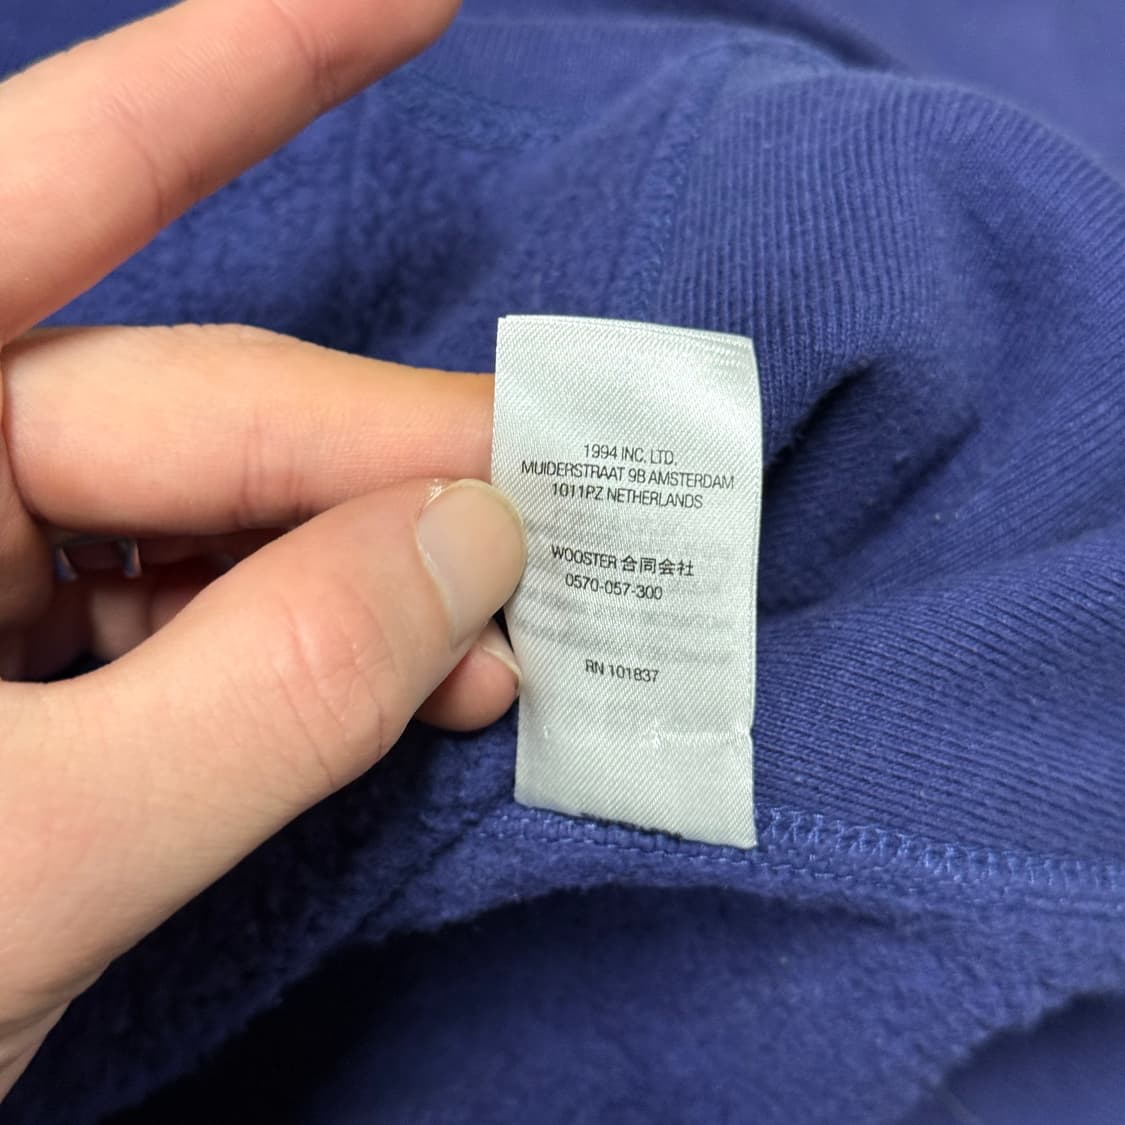 1994 INC. LTD.
MUIDERSTRAAT 9B AMSTERDAM
1011PZ NETHERLANDS
WOOSTER 合同会社
0570-057-300
RN 101837